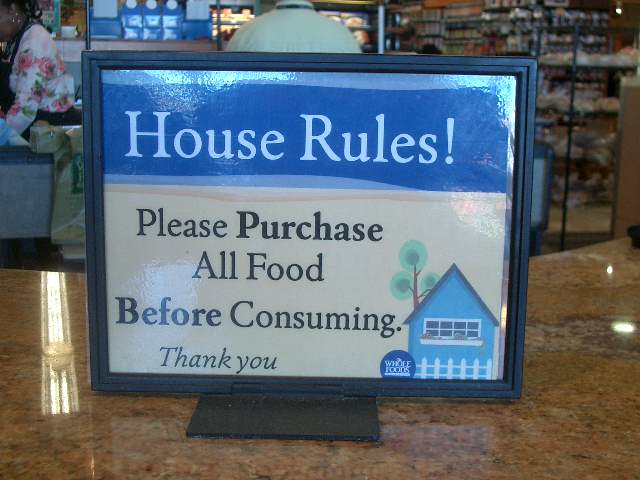 House Rules!
Please Purchase
All Food
Before Consuming.
Thank you
WHOLE
FOODS